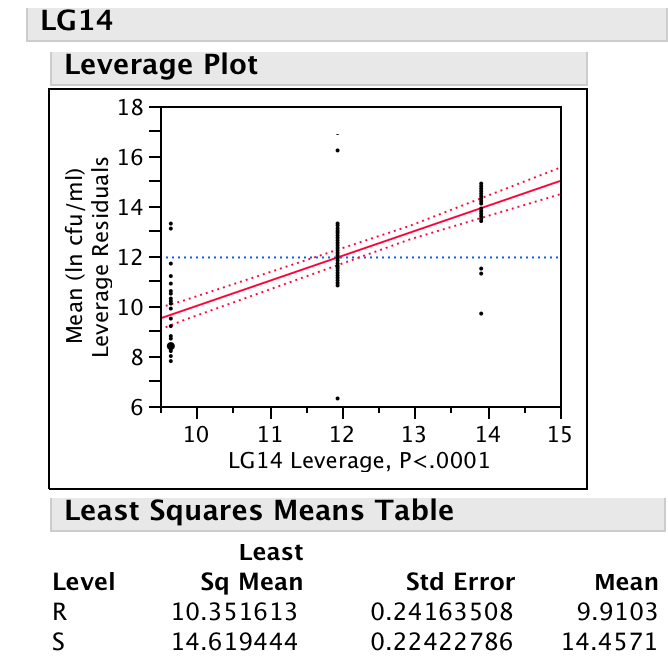 LG14
Leverage Plot
18
16
14
12
10
8
6
Mean (ln cfu/ml)
Leverage Residuals
10 11 12 13 14 15
LG14 Leverage, P<.0001
Least Squares Means Table
Least
Level Sq Mean Std Error Mean
R 10.351613 0.24163508 9.9103
S 14.619444 0.22422786 14.4571